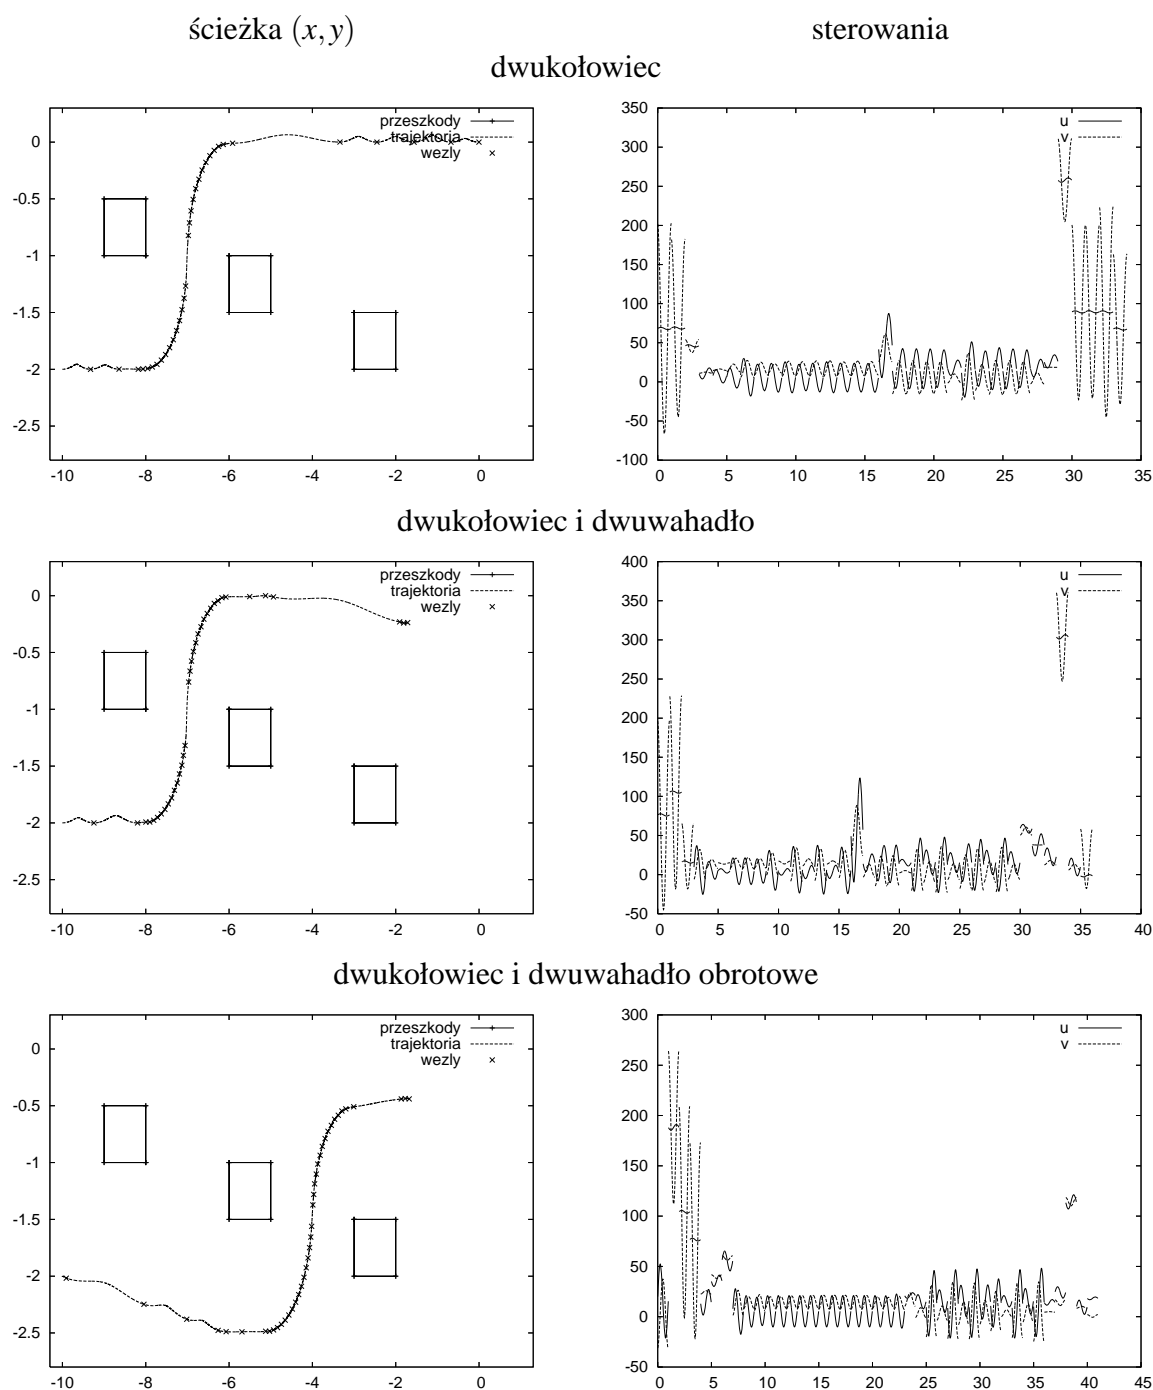 ścieżka (x, y) sterowania
dwukołowiec
przeszkody
trajektoria
wezly
0
-0.5
-1
-1.5
-2
-2.5
-10 -8 -6 -4 -2 0
u
v
350
300
250
200
150
100
50
0
-50
-100
0 5 10 15 20 25 30 35
dwukołowiec i dwuwahadło
przeszkody
trajektoria
wezly
0
-0.5
-1
-1.5
-2
-2.5
-10 -8 -6 -4 -2 0
u
v
400
350
300
250
200
150
100
50
0
-50
0 5 10 15 20 25 30 35 40
dwukołowiec i dwuwahadło obrotowe
przeszkody
trajektoria
wezly
0
-0.5
-1
-1.5
-2
-2.5
-10 -8 -6 -4 -2 0
u
v
300
250
200
150
100
50
0
-50
0 5 10 15 20 25 30 35 40 45